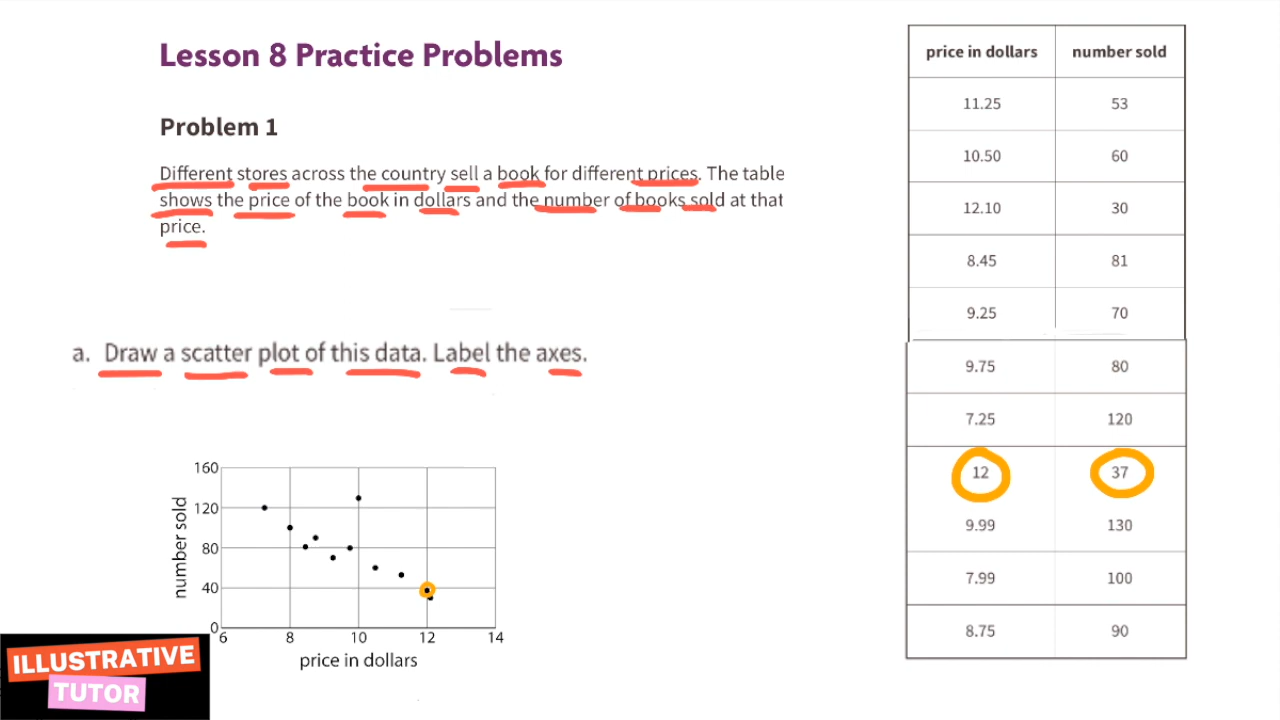 Lesson 8 Practice Problems
Problem 1
Different stores across the country sell a book for different prices. The table
shows the price of the book in dollars and the number of books sold at that
price.
a. Draw a scatter plot of this data. Label the axes.
160
120
80
40
0
number sold
6 8 10 12 14
price in dollars
ILLUSTRATIVE
TUTOR
price in dollars number sold
11.25 53
10.50 60
12.10 30
8.45 81
9.25 70
9.75 80
7.25 120
12 37
9.99 130
7.99 100
8.75 90